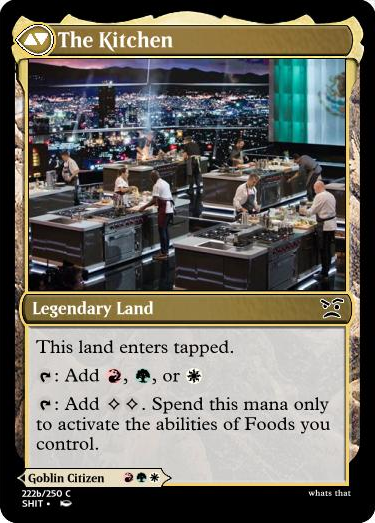 The Kitchen
Legendary Land
This land enters tapped.
: Add , , or
: Add . Spend this mana only
to activate the abilities of Foods you
control.
Goblin Citizen
222b/250 C
SHIT •
whats that